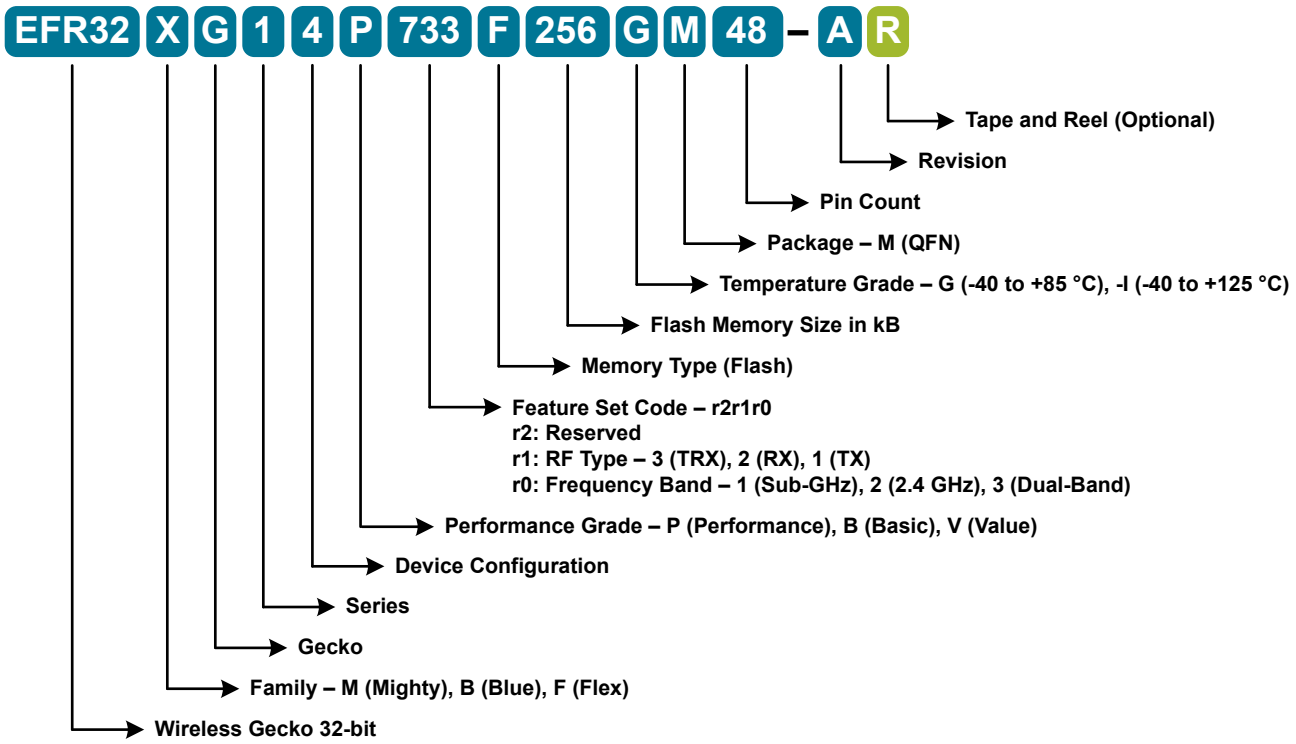 EFR32 X G 1 4 P 733 F 256 G M 48 – A R
Tape and Reel (Optional)
Revision
Pin Count
Package – M (QFN)
Temperature Grade – G (-40 to +85 °C), -I (-40 to +125 °C)
Flash Memory Size in kB
Memory Type (Flash)
Feature Set Code – r2r1r0
r2: Reserved
r1: RF Type – 3 (TRX), 2 (RX), 1 (TX)
r0: Frequency Band – 1 (Sub-GHz), 2 (2.4 GHz), 3 (Dual-Band)
Performance Grade – P (Performance), B (Basic), V (Value)
Device Configuration
Series
Gecko
Family – M (Mighty), B (Blue), F (Flex)
Wireless Gecko 32-bit